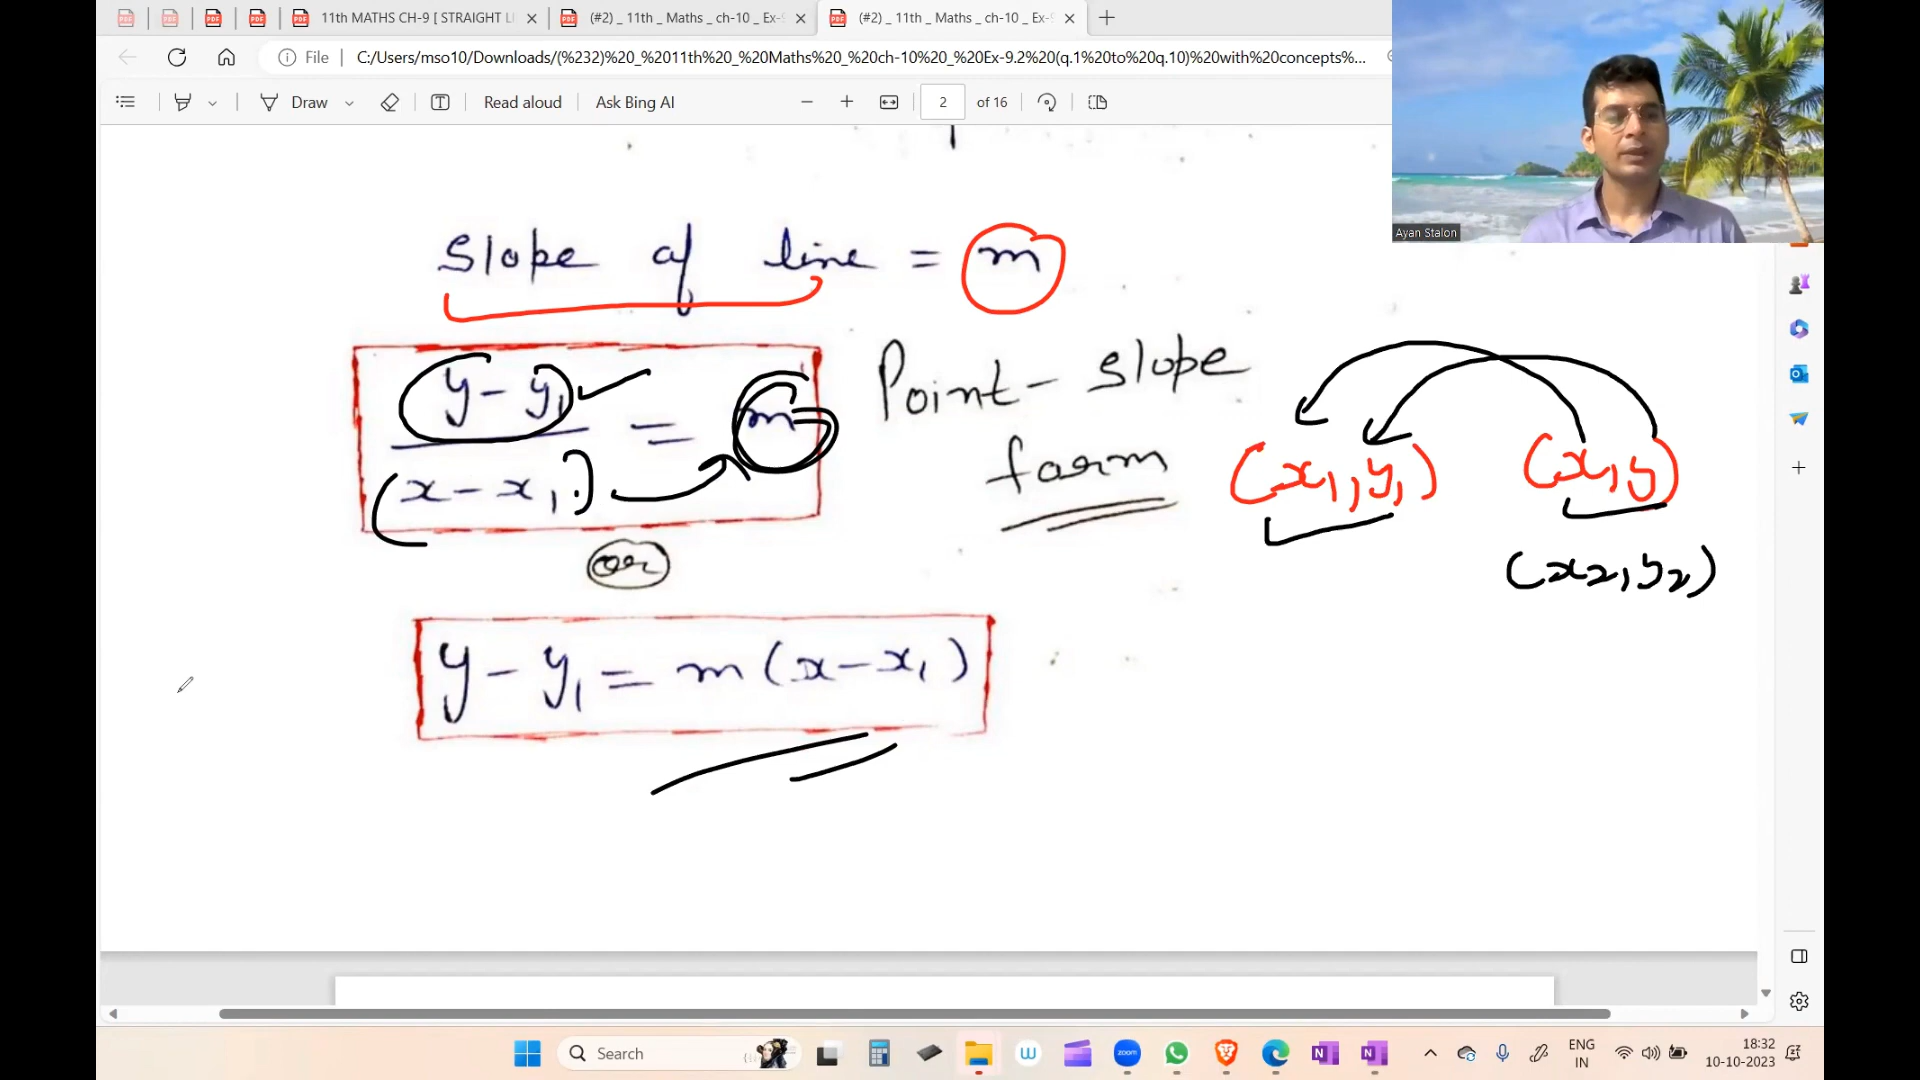 11th MATHS CH-9 [ STRAIGHT LI
(#2) _ 11th _ Maths _ ch-10 _ Ex-9
(#2) _ 11th _ Maths _ ch-10 _ Ex-9
File
C:/Users/mso10/Downloads/(%232)%20_%2011th%20_%20Maths%20_%20ch-10%20_%20Ex-9.2%20(q.1%20to%20q.10)%20with%20concepts%...
Draw
Read aloud
Ask Bing AI
2 of 16
Ayan Stalon
Slope of line = m
y - y₁ / (x - x₁) = m
Point-slope
form
(x₁, y₁) (x, y)
(x₂, y₂)
or
y - y₁ = m (x - x₁)
Search
zoom
ENG
IN
18:32
10-10-2023